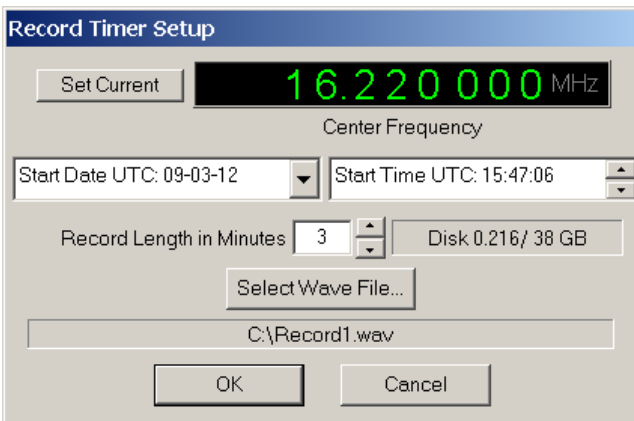 Record Timer Setup
Set Current 16.220 000 MHz
Center Frequency
Start Date UTC: 09-03-12 Start Time UTC: 15:47:06
Record Length in Minutes 3 Disk 0.216/ 38 GB
Select Wave File...
C:\Record1.wav
OK Cancel